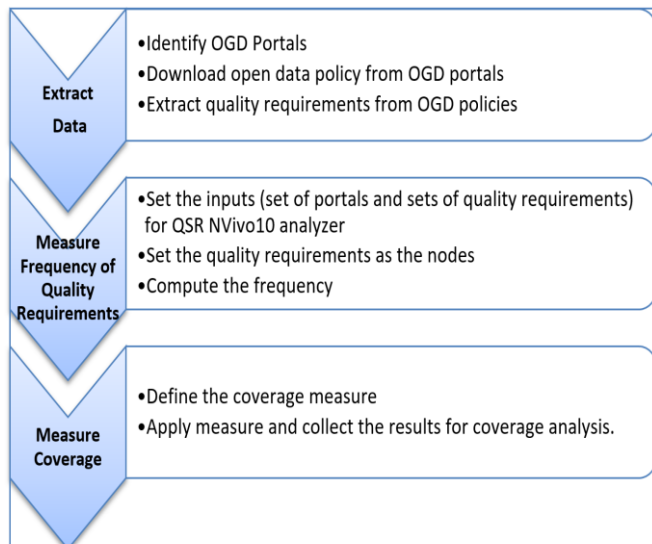 Extract
Data
•Identify OGD Portals
•Download open data policy from OGD portals
•Extract quality requirements from OGD policies
Measure
Frequency of
Quality
Requirements
•Set the inputs (set of portals and sets of quality requirements)
for QSR NVivo10 analyzer
•Set the quality requirements as the nodes
•Compute the frequency
Measure
Coverage
•Define the coverage measure
•Apply measure and collect the results for coverage analysis.